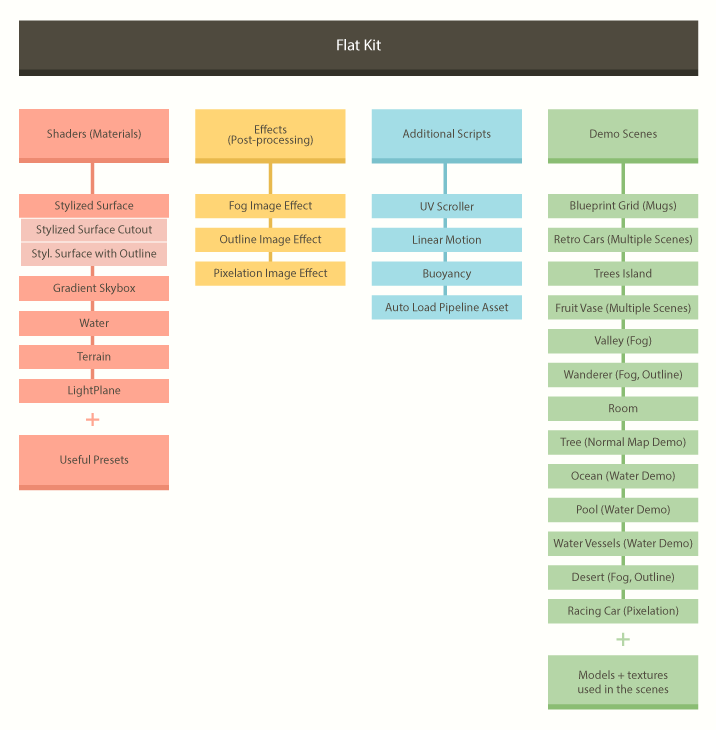 Flat Kit
Shaders (Materials)
Stylized Surface
Stylized Surface Cutout
Styl. Surface with Outline
Gradient Skybox
Water
Terrain
LightPlane
+
Useful Presets
Effects
(Post-processing)
Fog Image Effect
Outline Image Effect
Pixelation Image Effect
Additional Scripts
UV Scroller
Linear Motion
Buoyancy
Auto Load Pipeline Asset
Demo Scenes
Blueprint Grid (Mugs)
Retro Cars (Multiple Scenes)
Trees Island
Fruit Vase (Multiple Scenes)
Valley (Fog)
Wanderer (Fog, Outline)
Room
Tree (Normal Map Demo)
Ocean (Water Demo)
Pool (Water Demo)
Water Vessels (Water Demo)
Desert (Fog, Outline)
Racing Car (Pixelation)
+
Models + textures
used in the scenes